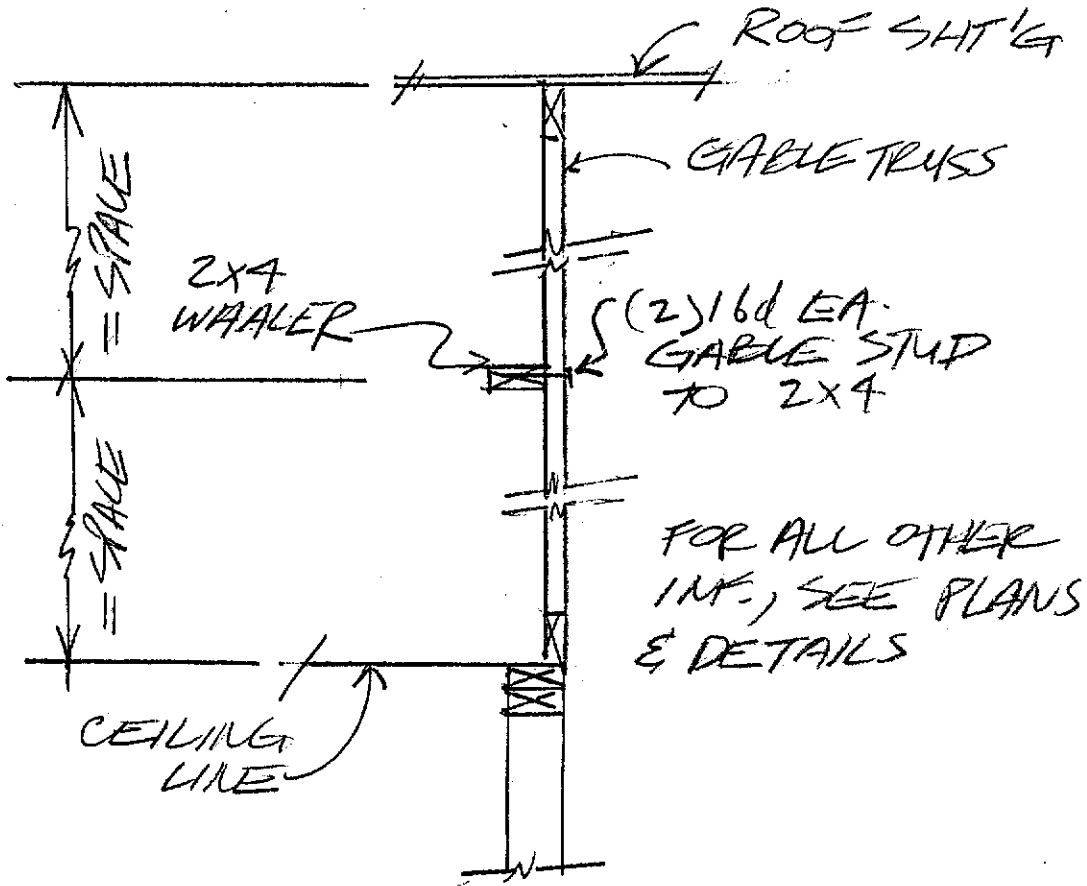 ROOF SHT'G
GABLE TRUSS
= SPACE
2x4
WAALER
(2)16d EA.
GABLE STUD
TO 2x4
= SPACE
FOR ALL OTHER
INF., SEE PLANS
& DETAILS
CEILING
LINE